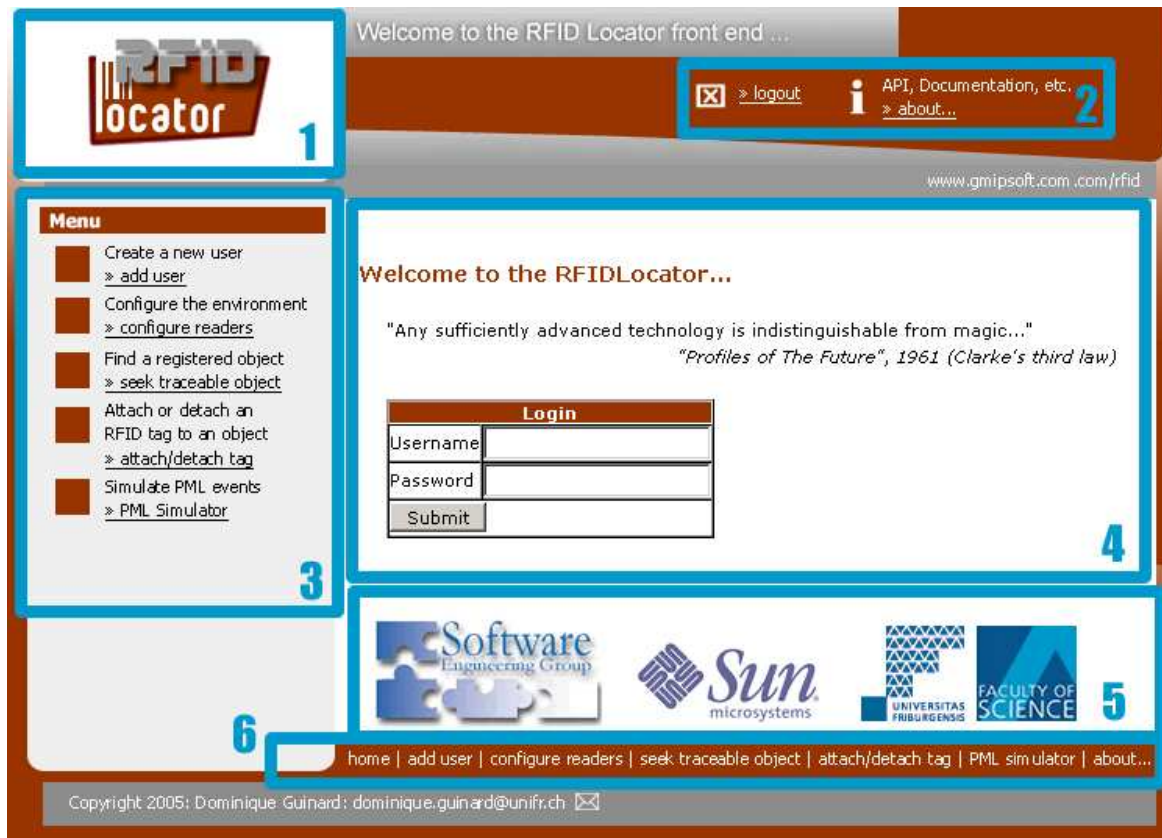 Welcome to the RFID Locator front end ...
RFID
locator
1
» logout
API, Documentation, etc.
» about...
2
www.gmipsoft.com .com/rfid
Menu
Create a new user
» add user
Configure the environment
» configure readers
Find a registered object
» seek traceable object
Attach or detach an
RFID tag to an object
» attach/detach tag
Simulate PML events
» PML Simulator
3
Welcome to the RFIDLocator...
"Any sufficiently advanced technology is indistinguishable from magic..."
"Profiles of The Future", 1961 (Clarke's third law)
Login
Username
Password
Submit
4
Software
Engineering Group
Sun
microsystems
UNIVERSITAS
FRIBURGENSIS
FACULTY OF
SCIENCE
5
6
home | add user | configure readers | seek traceable object | attach/detach tag | PML simulator | about...
Copyright 2005: Dominique Guinard: dominique.guinard@unifr.ch